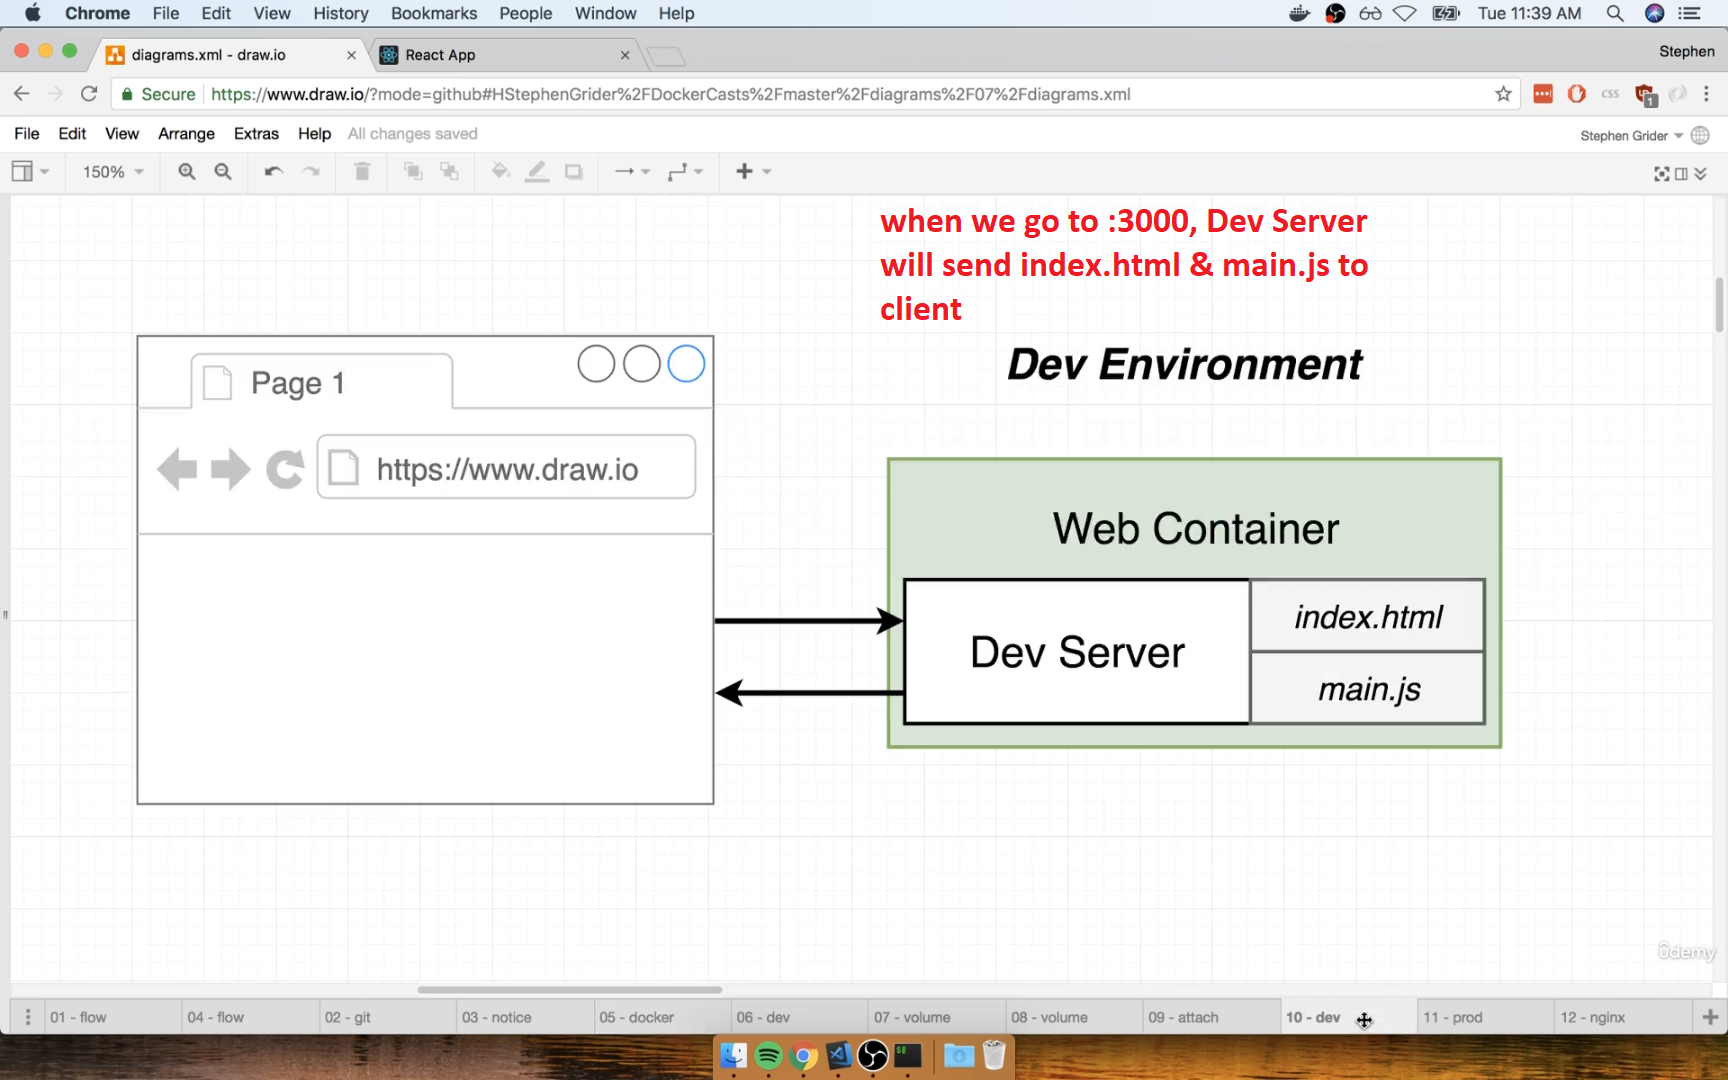 Chrome File Edit View History Bookmarks People Window Help Tue 11:39 AM
diagrams.xml - draw.io React App Stephen
Secure https://www.draw.io/?mode=github#HStephenGrider%2FDockerCasts%2Fmaster%2Fdiagrams%2F07%2Fdiagrams.xml css 1
File Edit View Arrange Extras Help All changes saved Stephen Grider
150%
when we go to :3000, Dev Server
will send index.html & main.js to
client
Dev Environment
Page 1
https://www.draw.io
Web Container
Dev Server
index.html
main.js
ûdemy
01 - flow 04 - flow 02 - git 03 - notice 05 - docker 06 - dev 07 - volume 08 - volume 09 - attach 10 - dev 11 - prod 12 - nginx